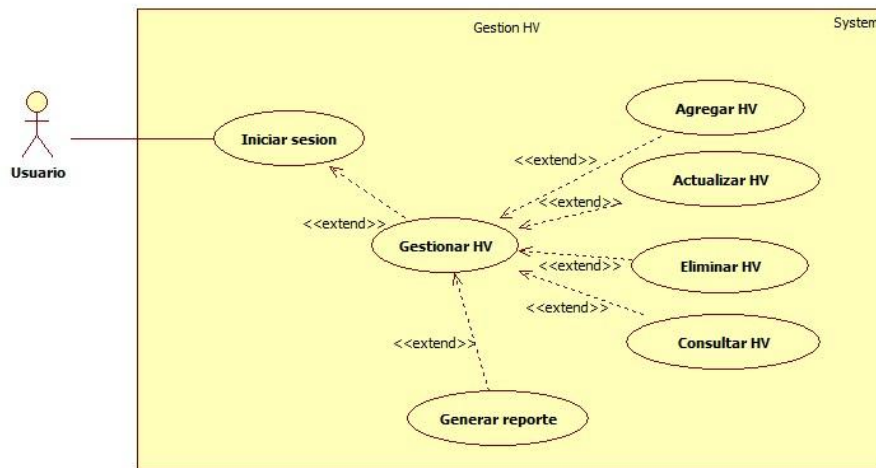 Gestion HV
System
Agregar HV
Iniciar sesion
<<extend>>
Usuario
Actualizar HV
<<extend>>
<<extend>>
Gestionar HV
<<extend>>
Eliminar HV
<<extend>>
Consultar HV
<<extend>>
Generar reporte